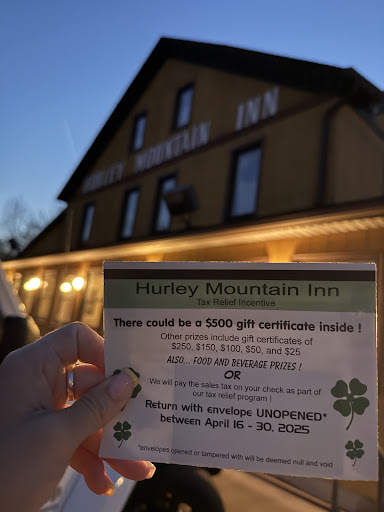 HURLEY MOUNTAIN INN
Hurley Mountain Inn
Tax Relief Incentive
There could be a $500 gift certificate inside !
Other prizes include gift certificates of
$250, $150, $100, $50, and $25
ALSO... FOOD AND BEVERAGE PRIZES !
OR
We will pay the sales tax on your check as part of
our tax relief program !
Return with envelope UNOPENED*
between April 16 - 30, 2025
*envelopes opened or tampered with will be deemed null and void